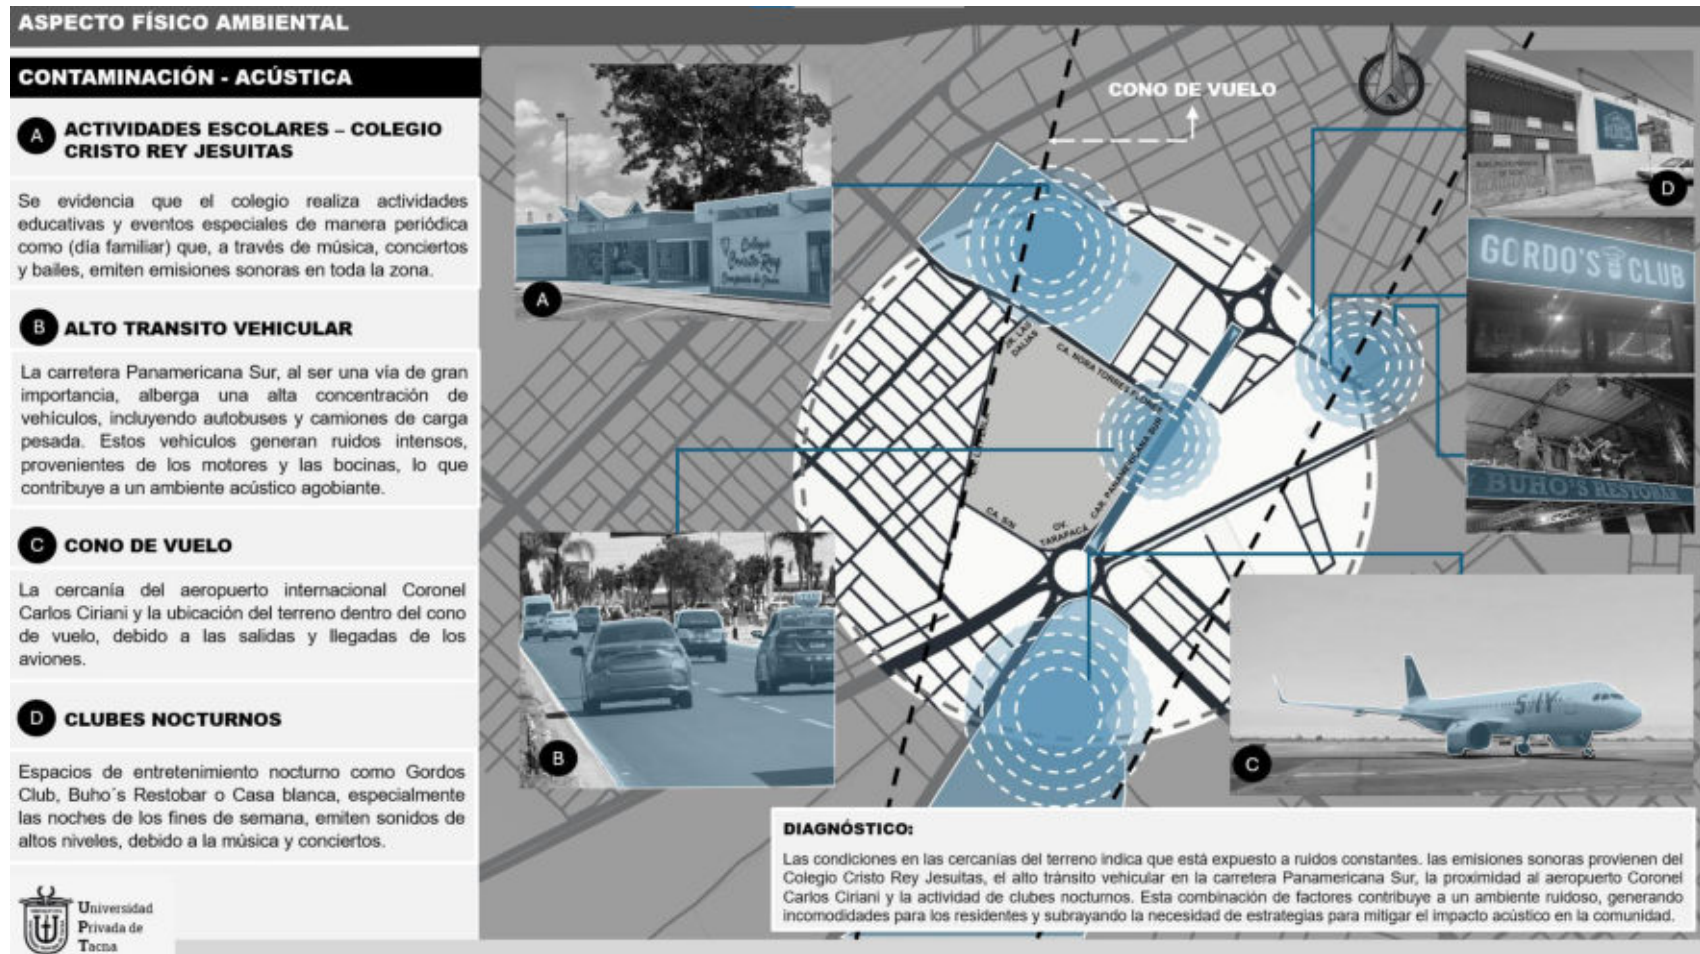 ASPECTO FÍSICO AMBIENTAL
CONTAMINACIÓN - ACÚSTICA
A
ACTIVIDADES ESCOLARES – COLEGIO
CRISTO REY JESUITAS
Se evidencia que el colegio realiza actividades
educativas y eventos especiales de manera periódica
como (día familiar) que, a través de música, conciertos
y bailes, emiten emisiones sonoras en toda la zona.
B
ALTO TRANSITO VEHICULAR
La carretera Panamericana Sur, al ser una vía de gran
importancia, alberga una alta concentración de
vehículos, incluyendo autobuses y camiones de carga
pesada. Estos vehículos generan ruidos intensos,
provenientes de los motores y las bocinas, lo que
contribuye a un ambiente acústico agobiante.
C
CONO DE VUELO
La cercanía del aeropuerto internacional Coronel
Carlos Ciriani y la ubicación del terreno dentro del cono
de vuelo, debido a las salidas y llegadas de los
aviones.
D
CLUBES NOCTURNOS
Espacios de entretenimiento nocturno como Gordos
Club, Buho´s Restobar o Casa blanca, especialmente
las noches de los fines de semana, emiten sonidos de
altos niveles, debido a la música y conciertos.
Universidad
Privada de
Tacna
Colegio
Cristo Rey
Compañía de Jesús
A
B
CONO DE VUELO
JR. LAS
DALIAS
CA. NORA TORRES FLORES
CAR. PANAMERICANA SUR
CA. S/N
OV.
TARAPACÁ
D
GORDO'S CLUB
BUHO'S RESTOBAR
SKY
C
DIAGNÓSTICO:
Las condiciones en las cercanías del terreno indica que está expuesto a ruidos constantes. las emisiones sonoras provienen del
Colegio Cristo Rey Jesuitas, el alto tránsito vehicular en la carretera Panamericana Sur, la proximidad al aeropuerto Coronel
Carlos Ciriani y la actividad de clubes nocturnos. Esta combinación de factores contribuye a un ambiente ruidoso, generando
incomodidades para los residentes y subrayando la necesidad de estrategias para mitigar el impacto acústico en la comunidad.